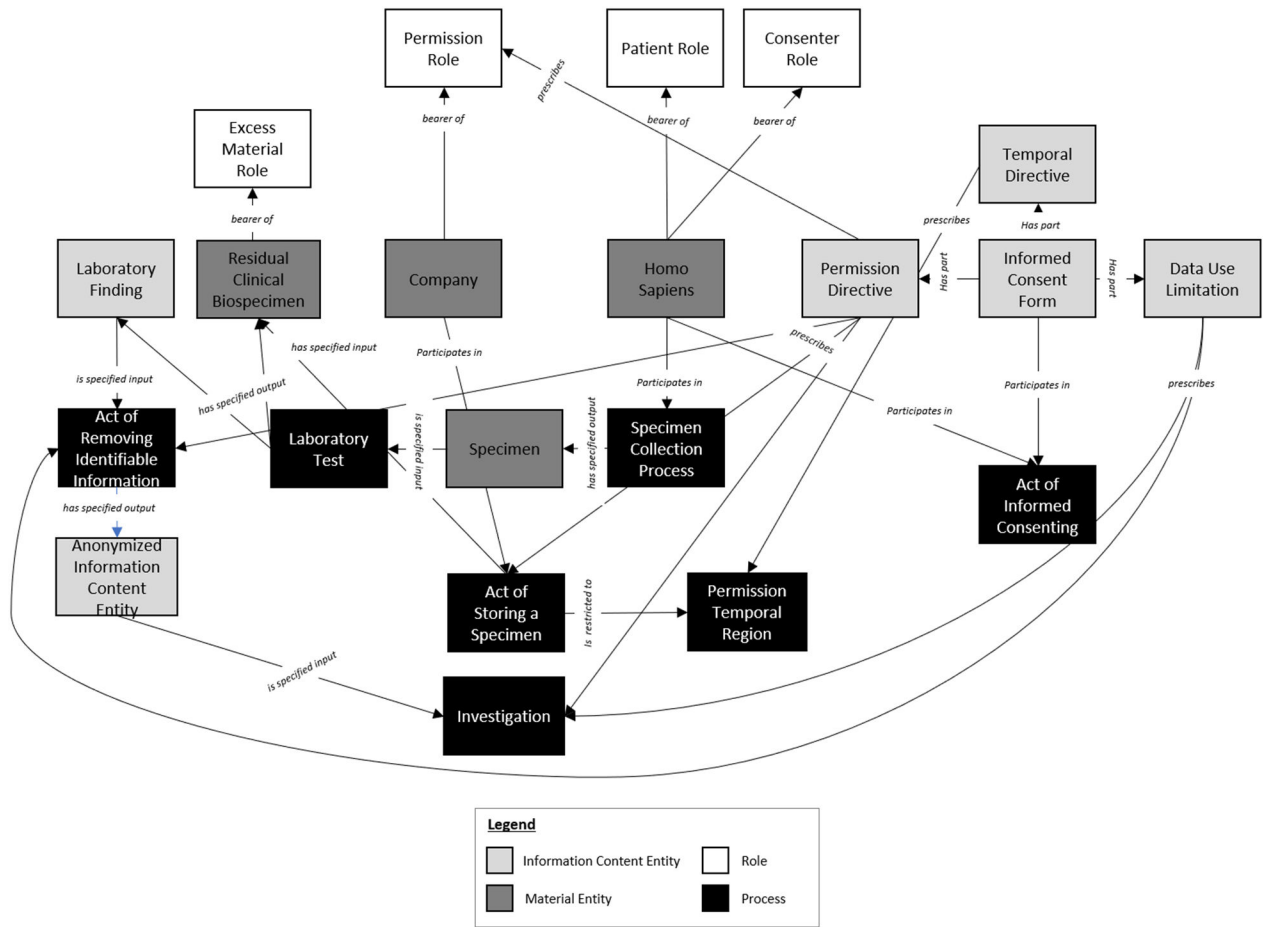 Permission
Role
Patient Role
Consenter
Role
prescribes
bearer of
bearer of
bearer of
Excess
Material
Role
Temporal
Directive
bearer of
prescribes
Has part
Laboratory
Finding
Residual
Clinical
Biospecimen
Company
Homo
Sapiens
Permission
Directive
Has part
Informed
Consent
Form
Has part
Data Use
Limitation
has specified input
Participates in
prescribes
is specified input
has specified output
Participates in
Participates in
prescribes
Participates in
Act of
Removing
Identifiable
Information
Laboratory
Test
is specified input
Specimen
has specified output
Specimen
Collection
Process
Act of
Informed
Consenting
has specified output
Anonymized
Information
Content
Entity
Act of
Storing a
Specimen
Is restricted to
Permission
Temporal
Region
is specified input
Investigation
Legend
Information Content Entity
Role
Material Entity
Process